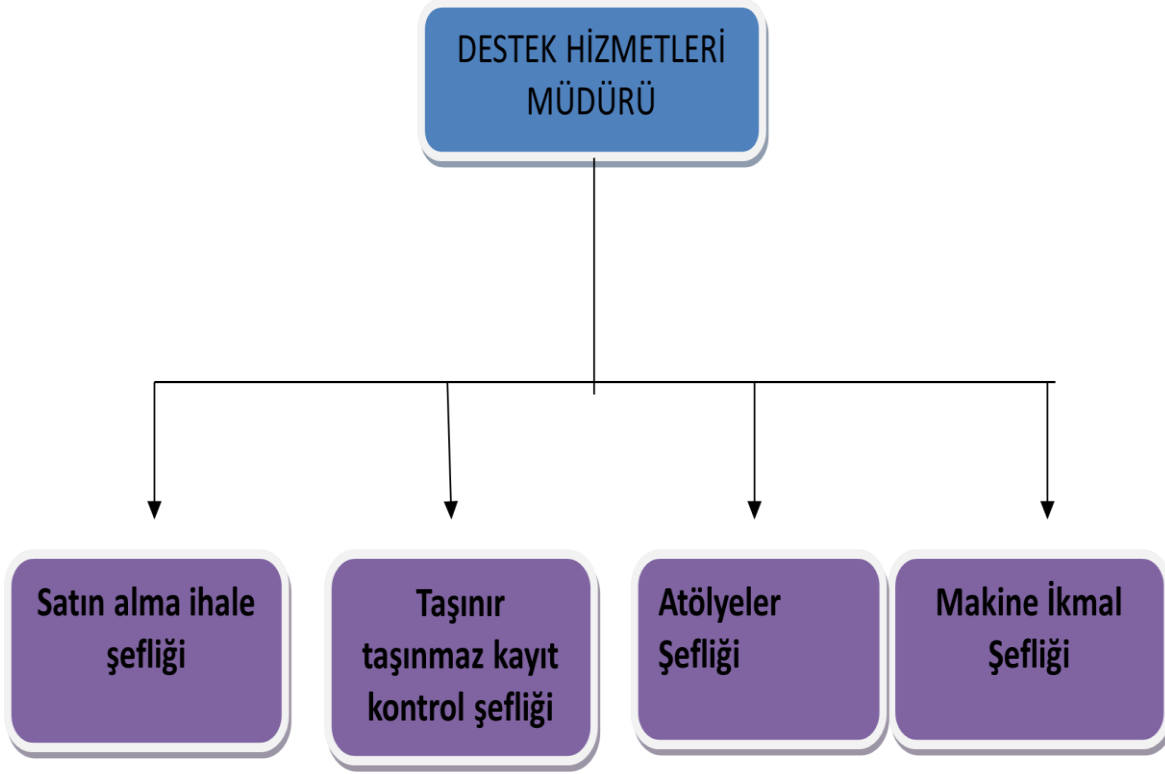 DESTEK HİZMETLERİ
MÜDÜRÜ
Satın alma ihale
şefliği
Taşınır
taşınmaz kayıt
kontrol şefliği
Atölyeler
Şefliği
Makine İkmal
Şefliği